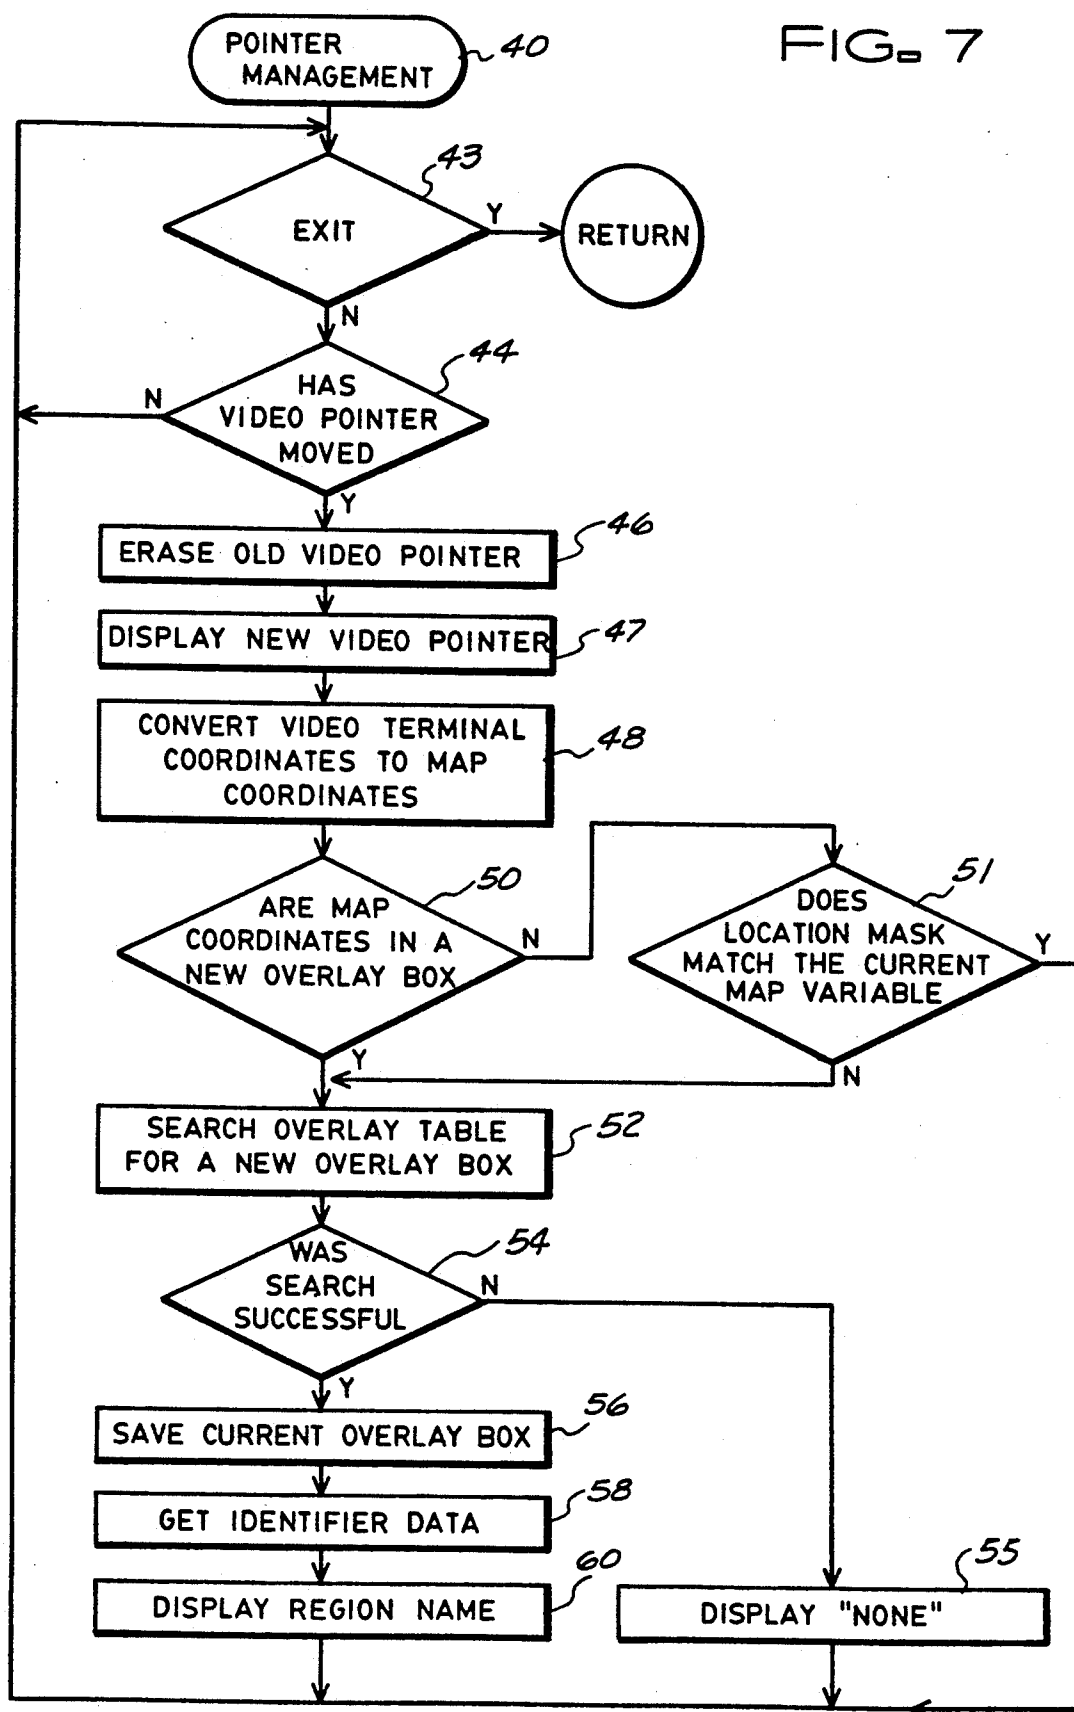 FIG. 7
POINTER
MANAGEMENT
40
43
EXIT
Y
RETURN
N
44
HAS
VIDEO POINTER
MOVED
N
Y
ERASE OLD VIDEO POINTER
46
DISPLAY NEW VIDEO POINTER
47
CONVERT VIDEO TERMINAL
COORDINATES TO MAP
COORDINATES
48
50
ARE MAP
COORDINATES IN A
NEW OVERLAY BOX
N
Y
51
DOES
LOCATION MASK
MATCH THE CURRENT
MAP VARIABLE
Y
N
SEARCH OVERLAY TABLE
FOR A NEW OVERLAY BOX
52
54
WAS
SEARCH
SUCCESSFUL
N
Y
SAVE CURRENT OVERLAY BOX
56
GET IDENTIFIER DATA
58
DISPLAY REGION NAME
60
DISPLAY "NONE"
55